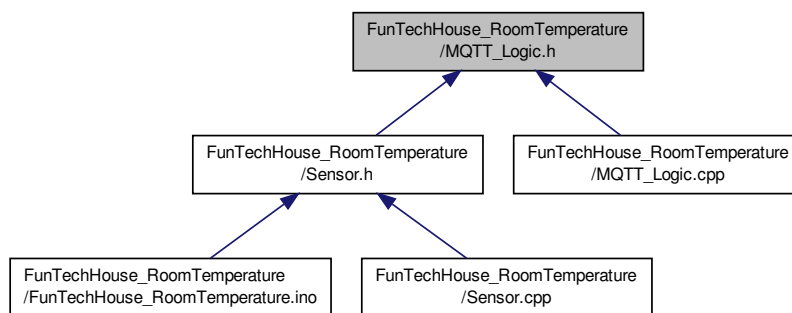 FunTechHouse_RoomTemperature
/MQTT_Logic.h
FunTechHouse_RoomTemperature
/Sensor.h
FunTechHouse_RoomTemperature
/MQTT_Logic.cpp
FunTechHouse_RoomTemperature
/FunTechHouse_RoomTemperature.ino
FunTechHouse_RoomTemperature
/Sensor.cpp